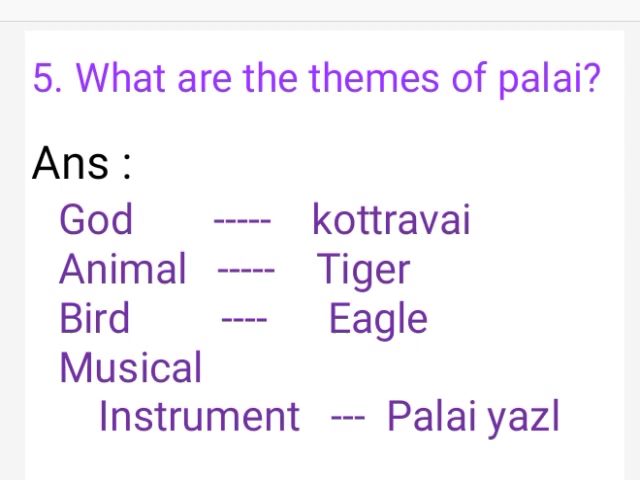 5. What are the themes of palai?
Ans :
God ----- kottravai
Animal ----- Tiger
Bird ---- Eagle
Musical
Instrument --- Palai yazl